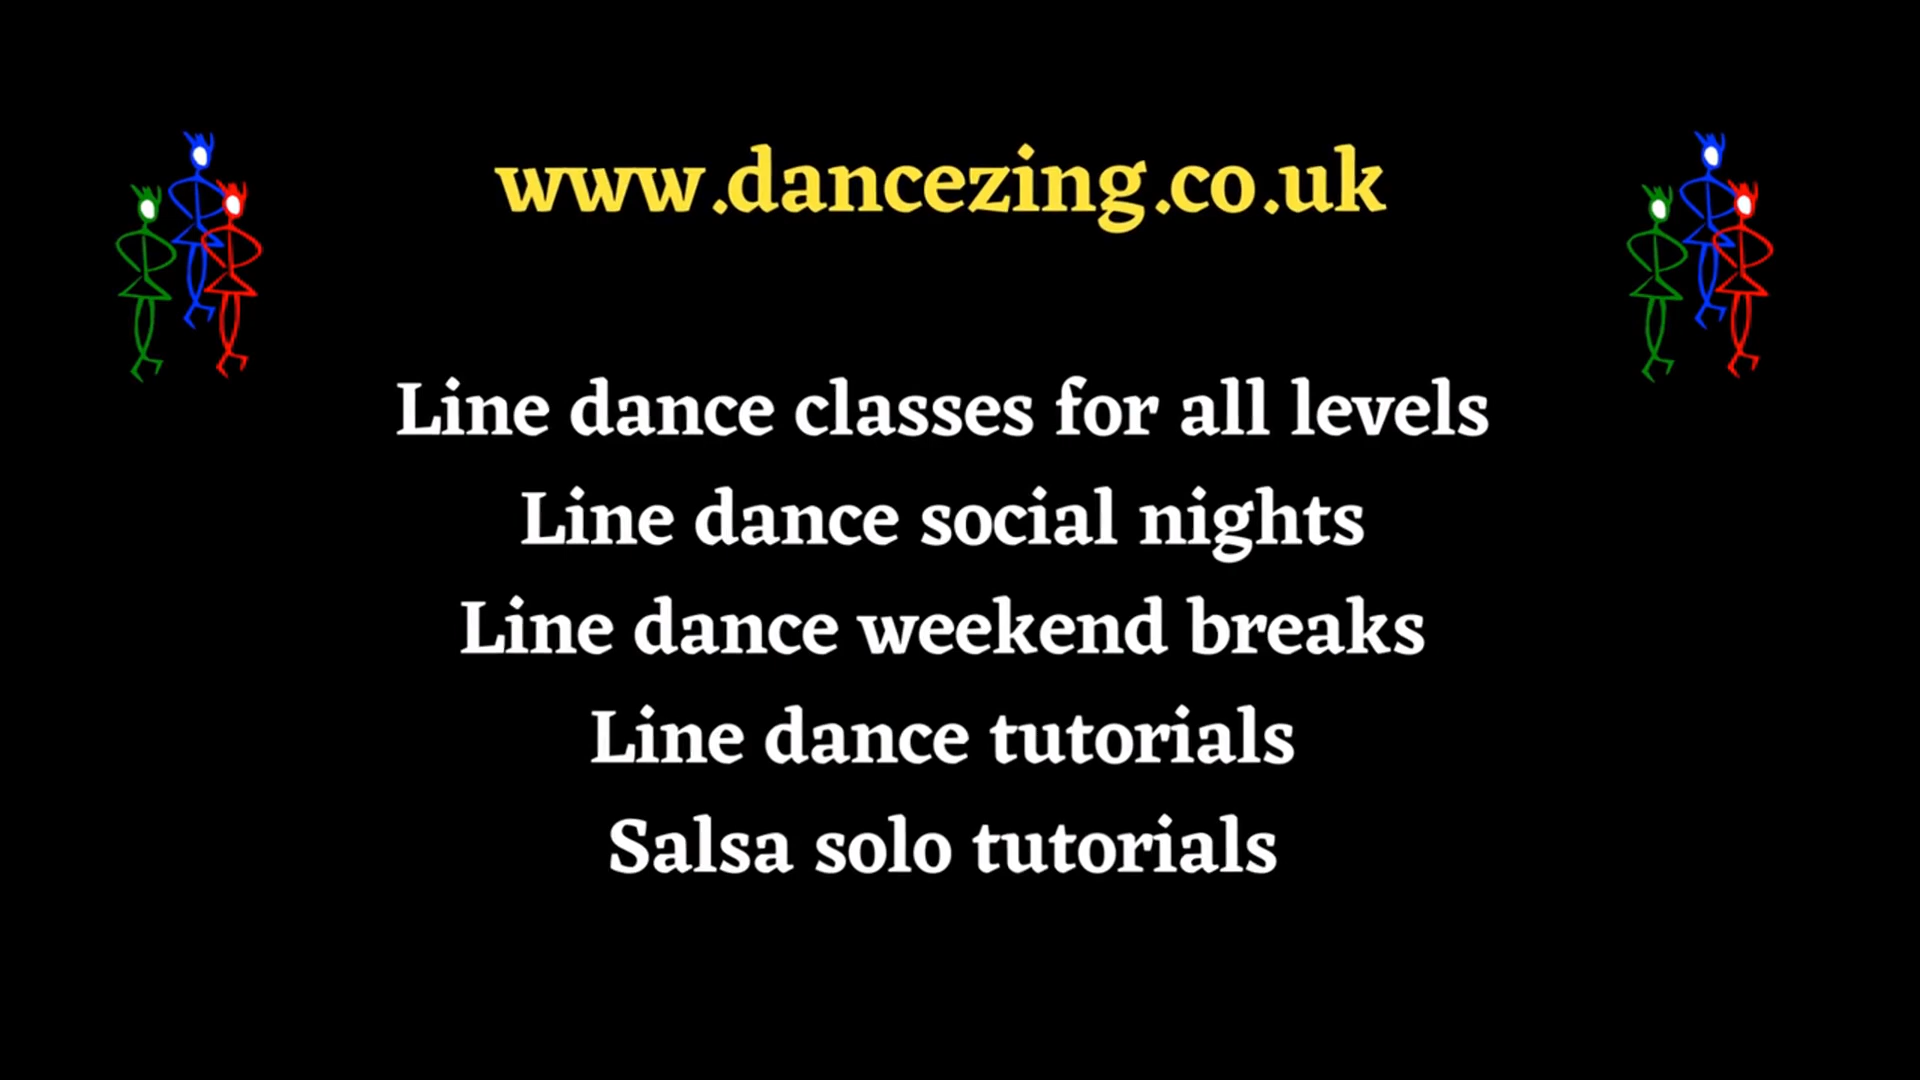 www.dancezing.co.uk
Line dance classes for all levels
Line dance social nights
Line dance weekend breaks
Line dance tutorials
Salsa solo tutorials